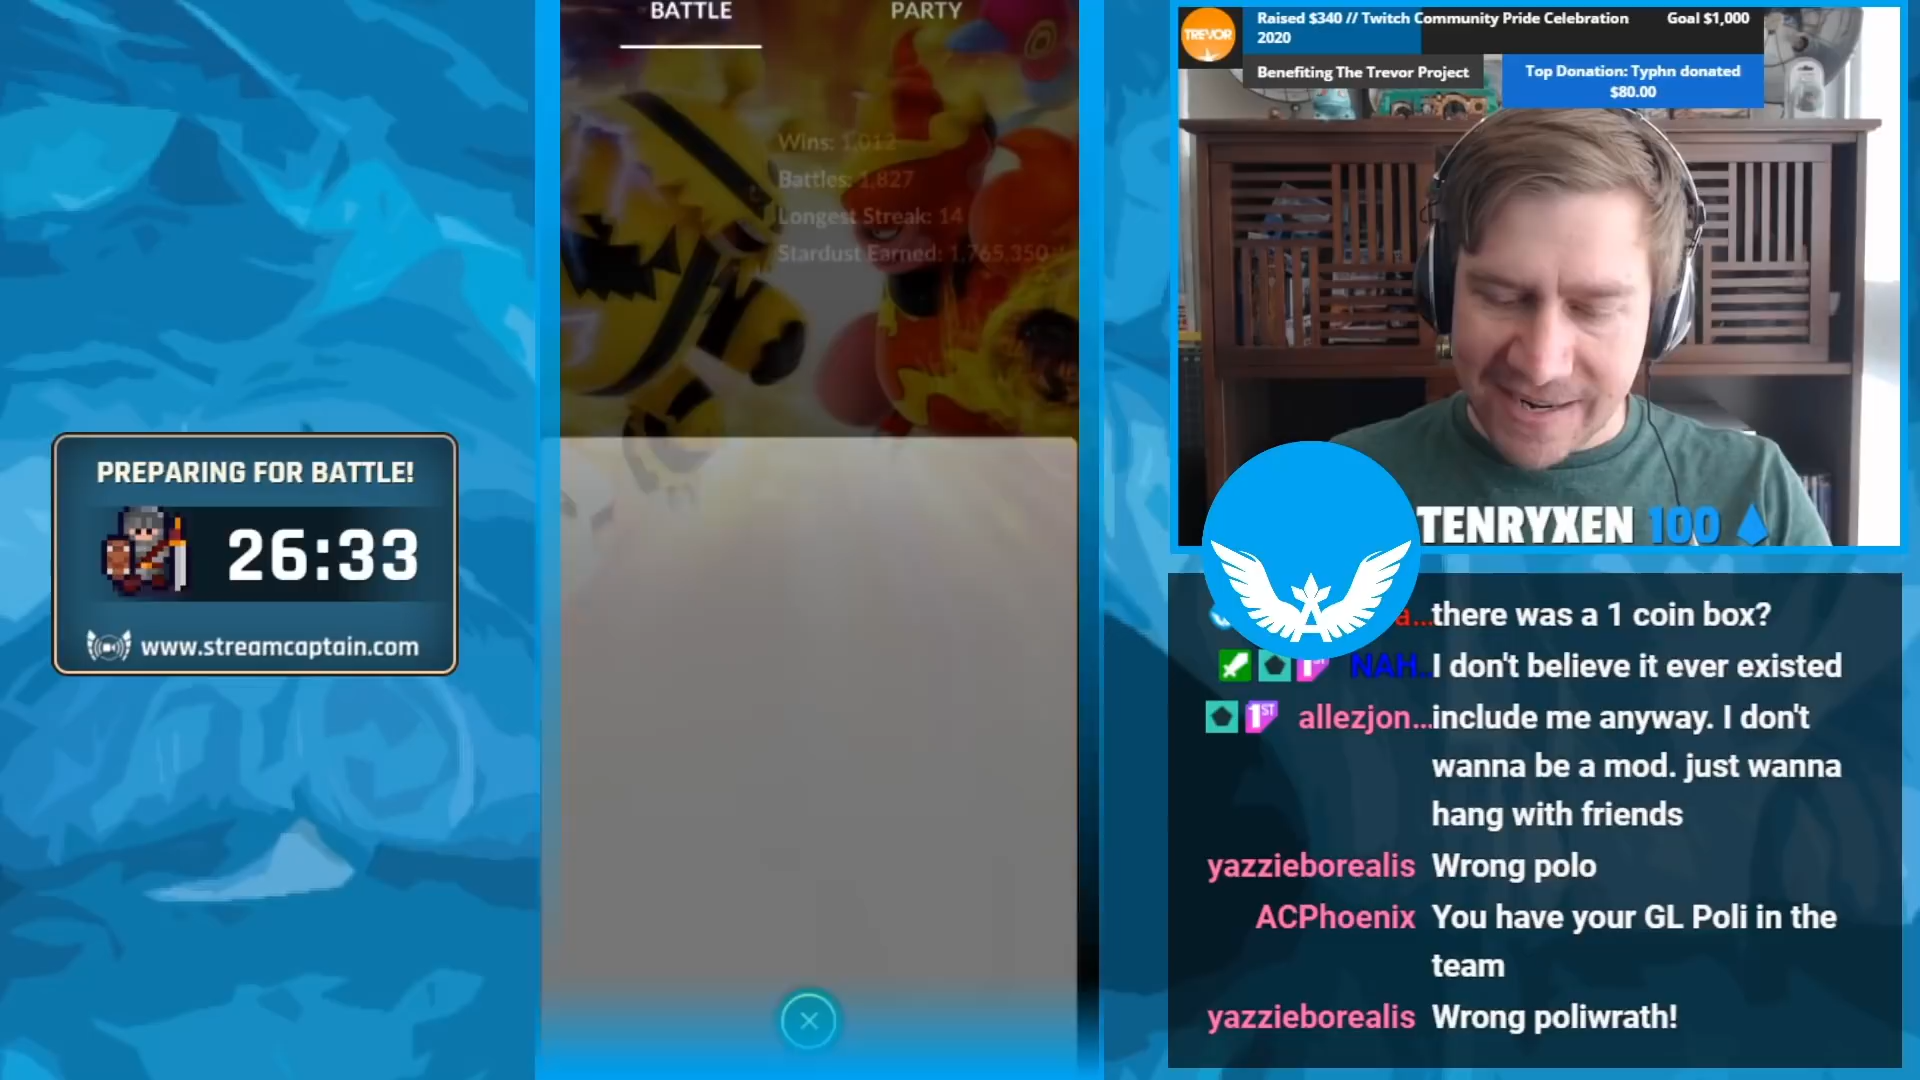 BATTLE
PARTY
Wins: 1,012
Battles: 1,827
Longest Streak: 14
Stardust Earned: 1,765,350
PREPARING FOR BATTLE!
26:33
www.streamcaptain.com
TREVOR
Raised $340 // Twitch Community Pride Celebration
2020
Goal $1,000
Benefiting The Trevor Project
Top Donation: Typhn donated
$80.00
TENRYXEN 100
a... there was a 1 coin box?
1ST NAH... I don't believe it ever existed
1ST allezjon... include me anyway. I don't
wanna be a mod. just wanna
hang with friends
yazzieborealis Wrong polo
ACPhoenix You have your GL Poli in the
team
yazzieborealis Wrong poliwrath!